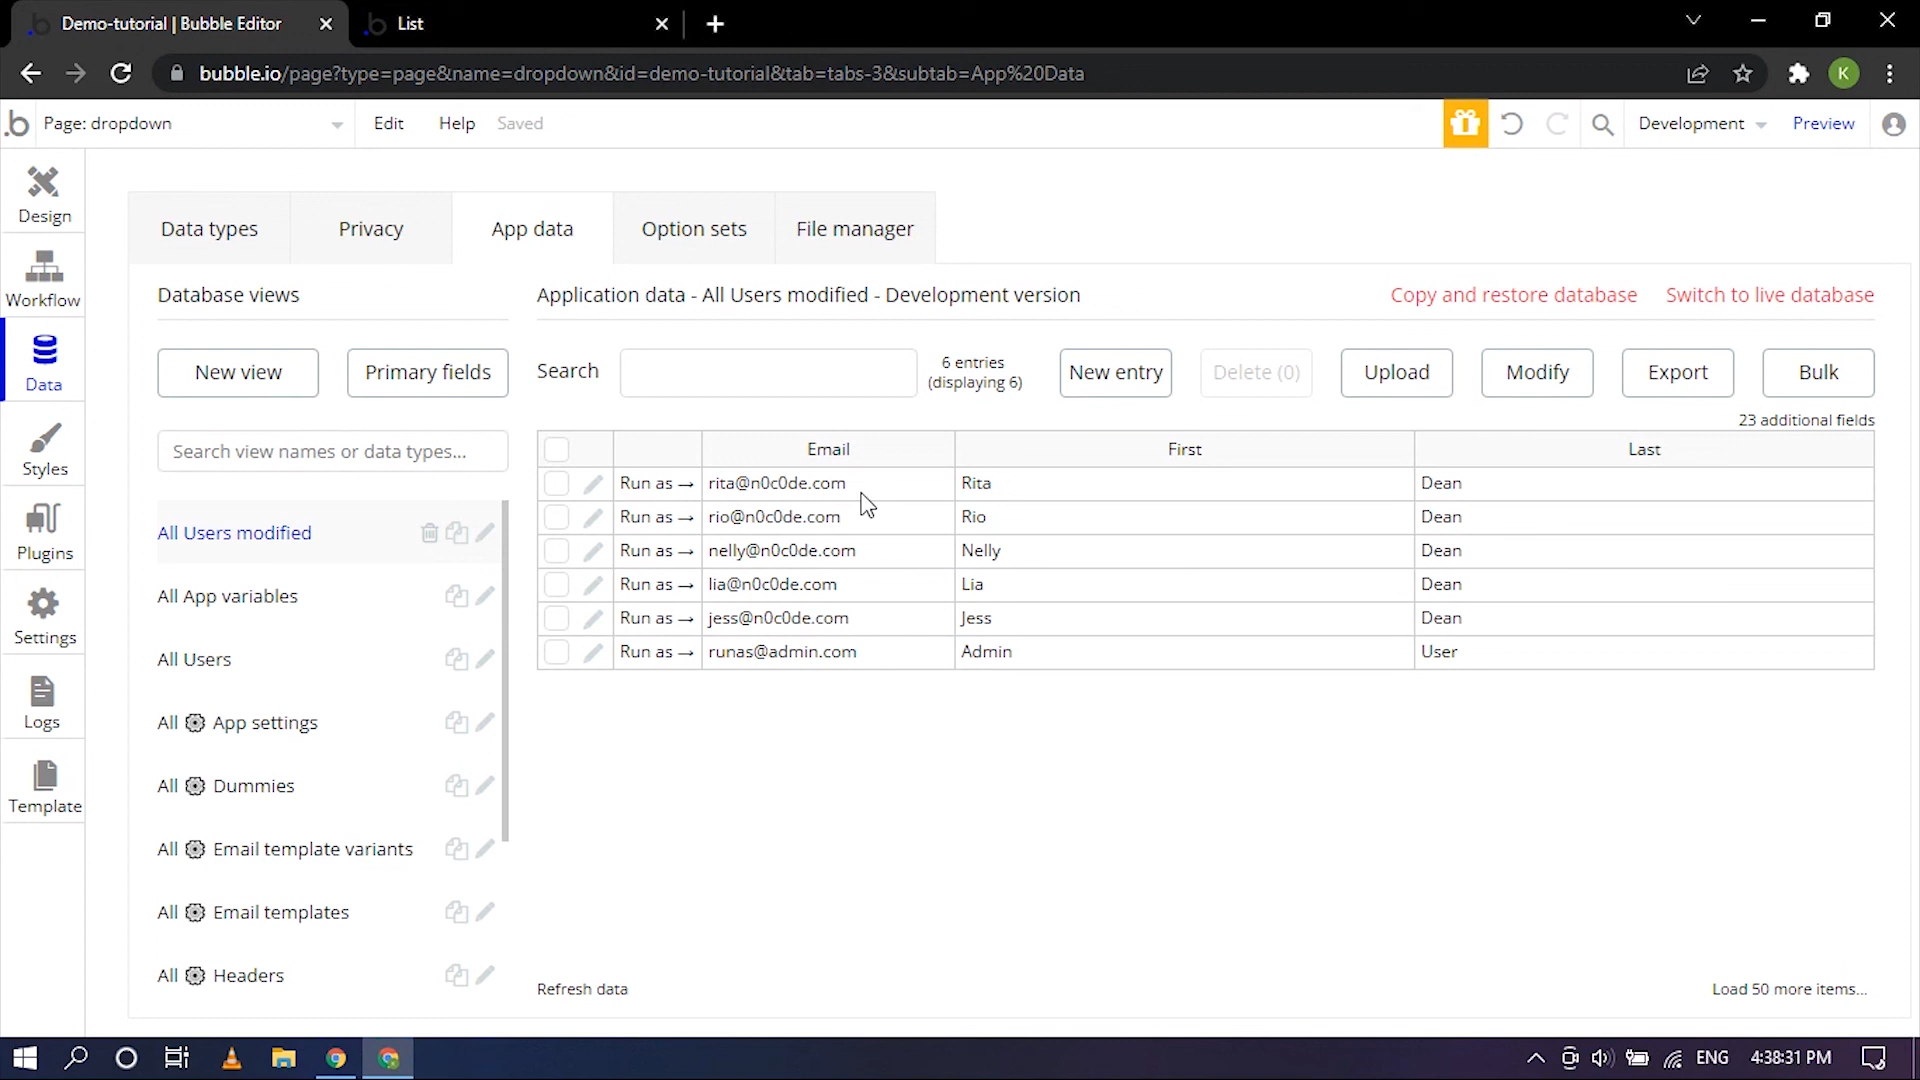 Demo-tutorial | Bubble Editor
List
bubble.io/page?type=page&name=dropdown&id=demo-tutorial&tab=tabs-3&subtab=App%20Data
K
b Page: dropdown Edit Help Saved Development Preview
Design
Workflow
Data
Styles
Plugins
Settings
Logs
Template
Data types Privacy App data Option sets File manager
Database views
New view Primary fields
Search view names or data types...
All Users modified
All App variables
All Users
All App settings
All Dummies
All Email template variants
All Email templates
All Headers
Application data - All Users modified - Development version Copy and restore database Switch to live database
Search 6 entries
(displaying 6)
New entry Delete (0) Upload Modify Export Bulk
23 additional fields
Email First Last
Run as → rita@n0c0de.com Rita Dean
Run as → rio@n0c0de.com Rio Dean
Run as → nelly@n0c0de.com Nelly Dean
Run as → lia@n0c0de.com Lia Dean
Run as → jess@n0c0de.com Jess Dean
Run as → runas@admin.com Admin User
Refresh data Load 50 more items...
ENG 4:38:31 PM